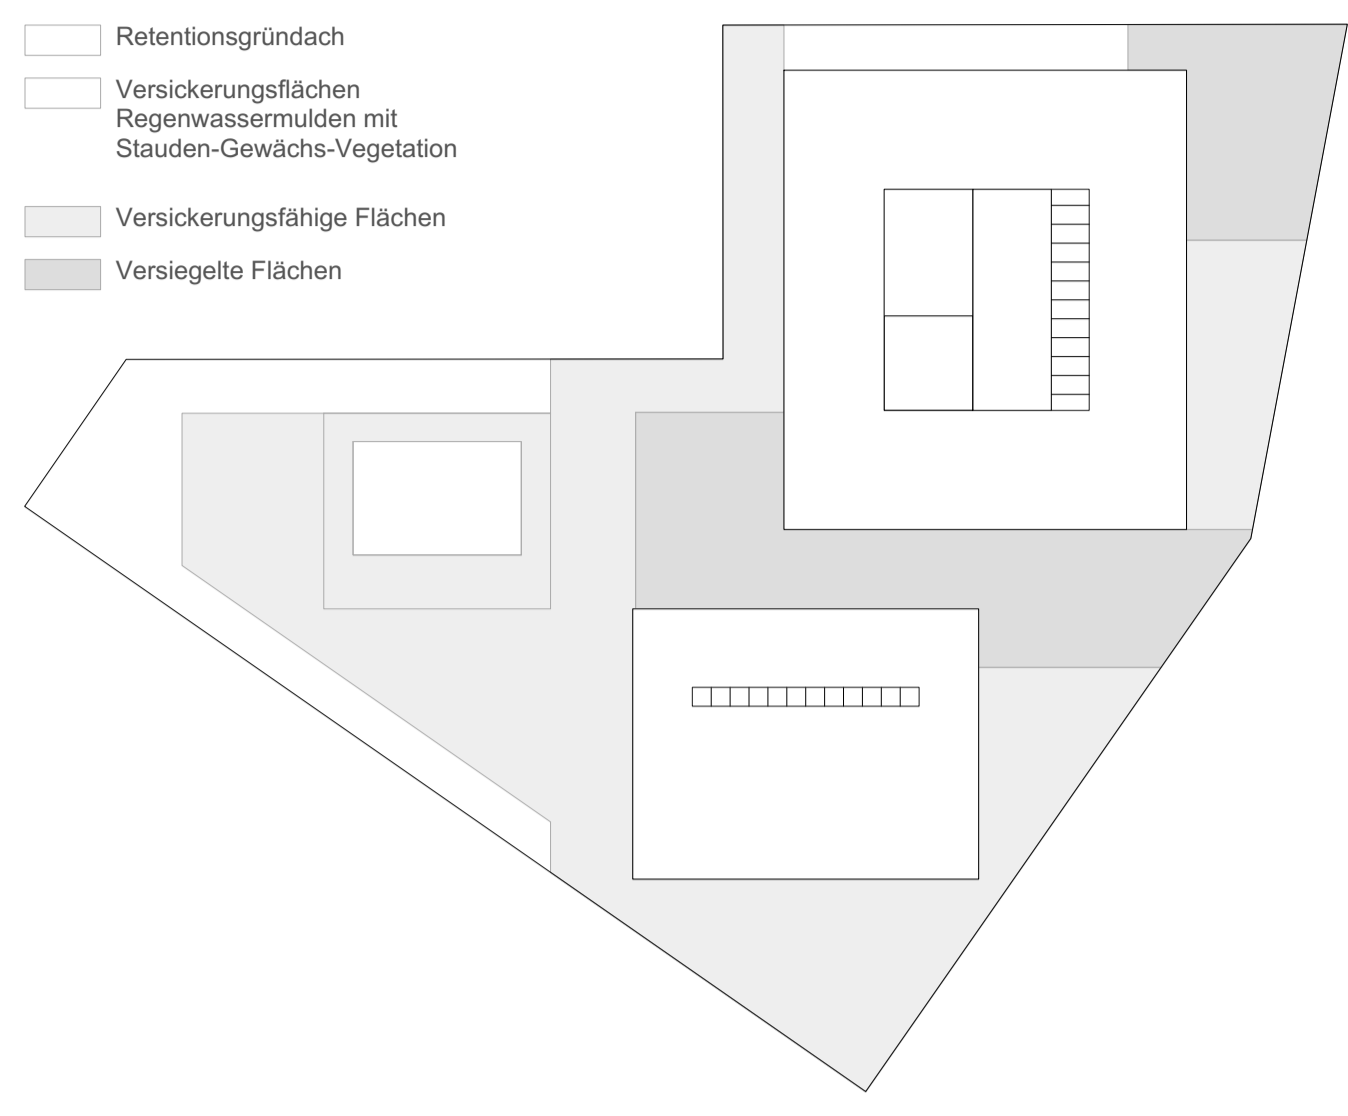 Retentionsgründach
Versickerungsflächen
Regenwassermulden mit
Stauden-Gewächs-Vegetation
Versickerungsfähige Flächen
Versiegelte Flächen